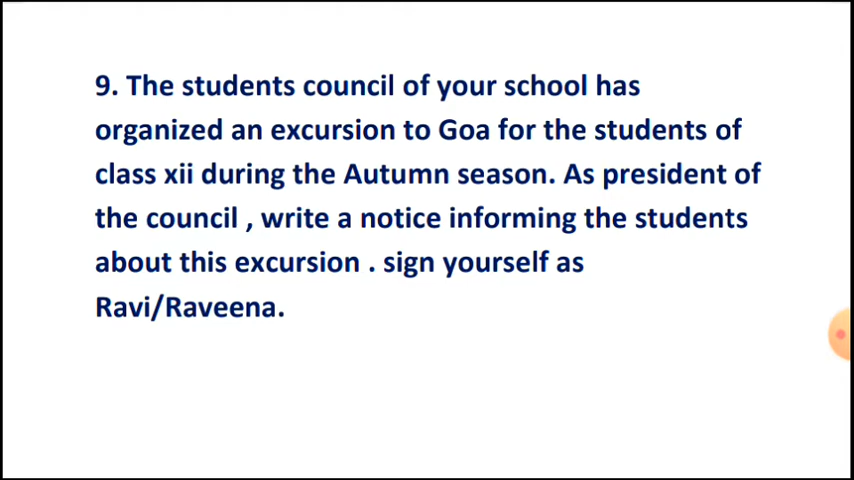 9. The students council of your school has
organized an excursion to Goa for the students of
class xii during the Autumn season. As president of
the council , write a notice informing the students
about this excursion . sign yourself as
Ravi/Raveena.